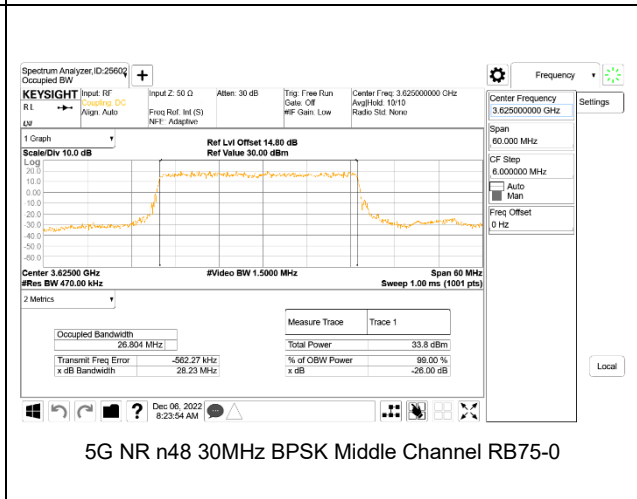 Spectrum Analyzer, ID:25602
Occupied BW
+
Frequency
KEYSIGHT
Input: RF
Coupling: DC
Align: Auto
Input Z: 50 Ω
Freq Ref: Int (S)
NFE: Adaptive
Atten: 30 dB
Trig: Free Run
Gate: Off
#IF Gain: Low
Center Freq: 3.625000000 GHz
Avg|Hold: 10/10
Radio Std: None
Center Frequency
3.625000000 GHz
Settings
Span
60.000 MHz
CF Step
6.000000 MHz
Auto
Man
Freq Offset
0 Hz
1 Graph
Scale/Div 10.0 dB
Ref Lvl Offset 14.80 dB
Ref Value 30.00 dBm
Log
20.0
10.0
0.00
-10.0
-20.0
-30.0
-40.0
-50.0
-60.0
Center 3.62500 GHz
#Res BW 470.00 kHz
#Video BW 1.5000 MHz
Span 60 MHz
Sweep 1.00 ms (1001 pts)
2 Metrics
Occupied Bandwidth
26.804 MHz
Transmit Freq Error -562.27 kHz
x dB Bandwidth 28.23 MHz
Measure Trace Trace 1
Total Power 33.8 dBm
% of OBW Power 99.00 %
x dB -26.00 dB
Local
?
Dec 06, 2022
8:23:54 AM
5G NR n48 30MHz BPSK Middle Channel RB75-0